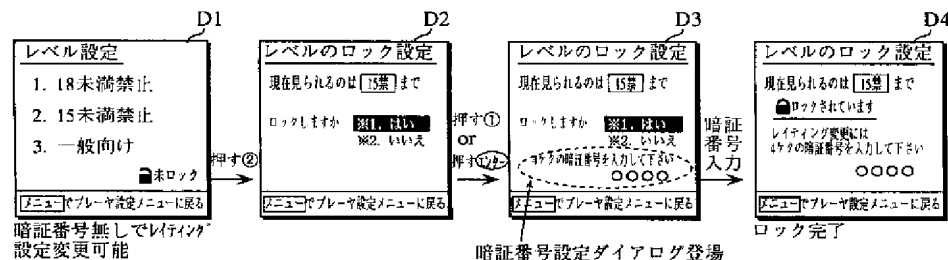 D1
レベル設定
1. 18未満禁止
2. 15未満禁止
3. 一般向け
未ロック
メニューでプレーヤ設定メニューに戻る
暗証番号無しでレイティング
設定変更可能
押す②
D2
レベルのロック設定
現在見られるのは 15禁 まで
ロックしますか ※1. はい
※2. いいえ
メニューでプレーヤ設定メニューに戻る
押す①
or
押すエンター
D3
レベルのロック設定
現在見られるのは 15禁 まで
ロックしますか ※1. はい
※2. いいえ
4ケタの暗証番号を入力して下さい
○○○○
メニューでプレーヤ設定メニューに戻る
暗証番号設定ダイアログ登場
暗証
番号
入力
D4
レベルのロック設定
現在見られるのは 15禁 まで
ロックされています
レイティング変更には
4ケタの暗証番号を入力して下さい
○○○○
メニューでプレーヤ設定メニューに戻る
ロック完了